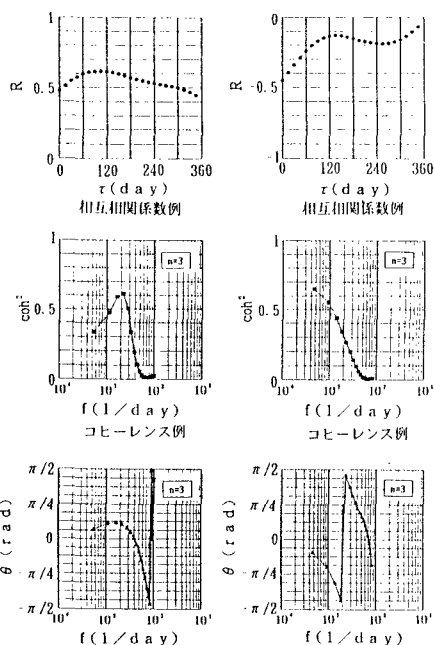 1
0.5
0
R
0 120 240 360
τ(day)
相互相関係数例
0
-0.5
-1
R
0 120 240 360
τ(day)
相互相関係数例
1
0.5
0
coh²
n=3
f(1/day)
コヒーレンス例
1
0.5
0
coh²
n=3
f(1/day)
コヒーレンス例
π/2
π/4
0
-π/4
-π/2
θ(rad)
n=3
f(1/day)
π/2
π/4
0
-π/4
-π/2
θ(rad)
n=3
f(1/day)